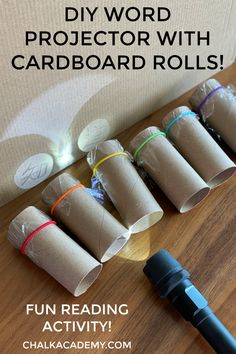 DIY WORD
PROJECTOR WITH
CARDBOARD ROLLS!
FUN READING
ACTIVITY!
CHALKACADEMY.COM